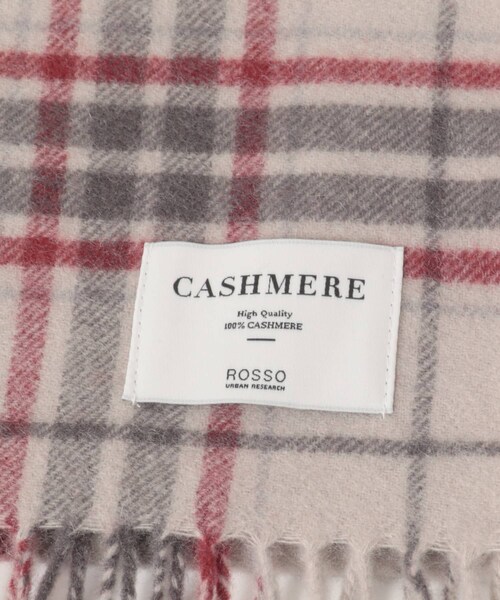 CASHMERE
High Quality
100% CASHMERE
ROSSO
URBAN RESEARCH